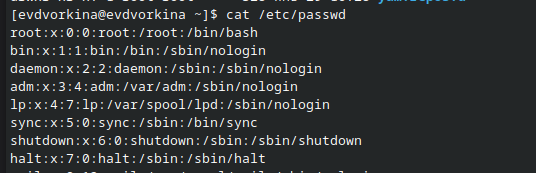 [evdvorkina@evdvorkina ~]$ cat /etc/passwd
root:x:0:0:root:/root:/bin/bash
bin:x:1:1:bin:/bin:/sbin/nologin
daemon:x:2:2:daemon:/sbin:/sbin/nologin
adm:x:3:4:adm:/var/adm:/sbin/nologin
lp:x:4:7:lp:/var/spool/lpd:/sbin/nologin
sync:x:5:0:sync:/sbin:/bin/sync
shutdown:x:6:0:shutdown:/sbin:/sbin/shutdown
halt:x:7:0:halt:/sbin:/sbin/halt